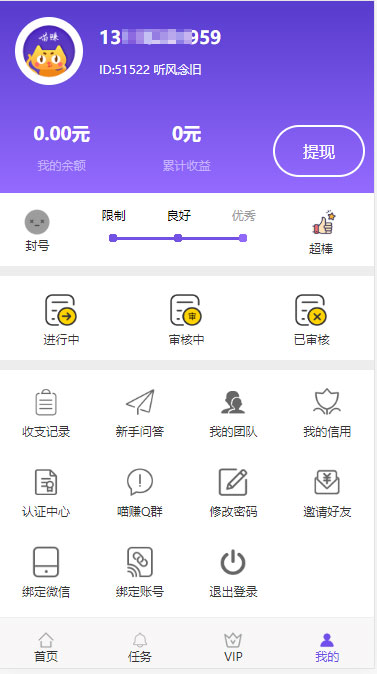 喵赚
13 959
ID:51522 听风念旧
0.00元
0元
提现
我的余额
累计收益
限制
良好
优秀
封号
超棒
审
进行中
审核中
已审核
收支记录
新手问答
我的团队
我的信用
认证中心
喵赚Q群
修改密码
邀请好友
绑定微信
绑定账号
退出登录
首页
任务
VIP
我的